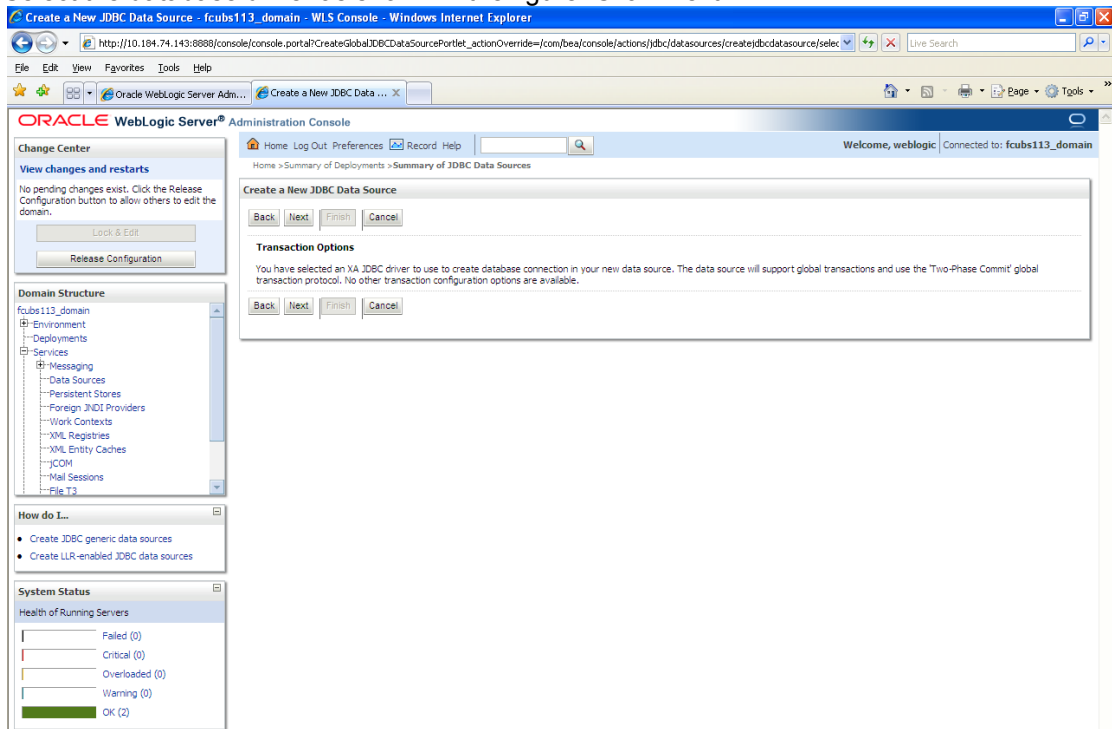 Create a New JDBC Data Source - fcubs113_domain - WLS Console - Windows Internet Explorer
http://10.184.74.143:8888/console/console.portal?CreateGlobalJDBCDataSourcePortlet_actionOverride=/com/bea/console/actions/jdbc/datasources/createjdbcdatasource/selec
Live Search
File Edit View Favorites Tools Help
Oracle WebLogic Server Adm...
Create a New JDBC Data ...
Page Tools
ORACLE WebLogic Server® Administration Console
Change Center
View changes and restarts
No pending changes exist. Click the Release
Configuration button to allow others to edit the
domain.
Lock & Edit
Release Configuration
Domain Structure
fcubs113_domain
Environment
Deployments
Services
Messaging
Data Sources
Persistent Stores
Foreign JNDI Providers
Work Contexts
XML Registries
XML Entity Caches
jCOM
Mail Sessions
File T3
How do I...
Create JDBC generic data sources
Create LLR-enabled JDBC data sources
System Status
Health of Running Servers
Failed (0)
Critical (0)
Overloaded (0)
Warning (0)
OK (2)
Home Log Out Preferences Record Help
Welcome, weblogic Connected to: fcubs113_domain
Home >Summary of Deployments >Summary of JDBC Data Sources
Create a New JDBC Data Source
Back Next Finish Cancel
Transaction Options
You have selected an XA JDBC driver to use to create database connection in your new data source. The data source will support global transactions and use the 'Two-Phase Commit' global
transaction protocol. No other transaction configuration options are available.
Back Next Finish Cancel